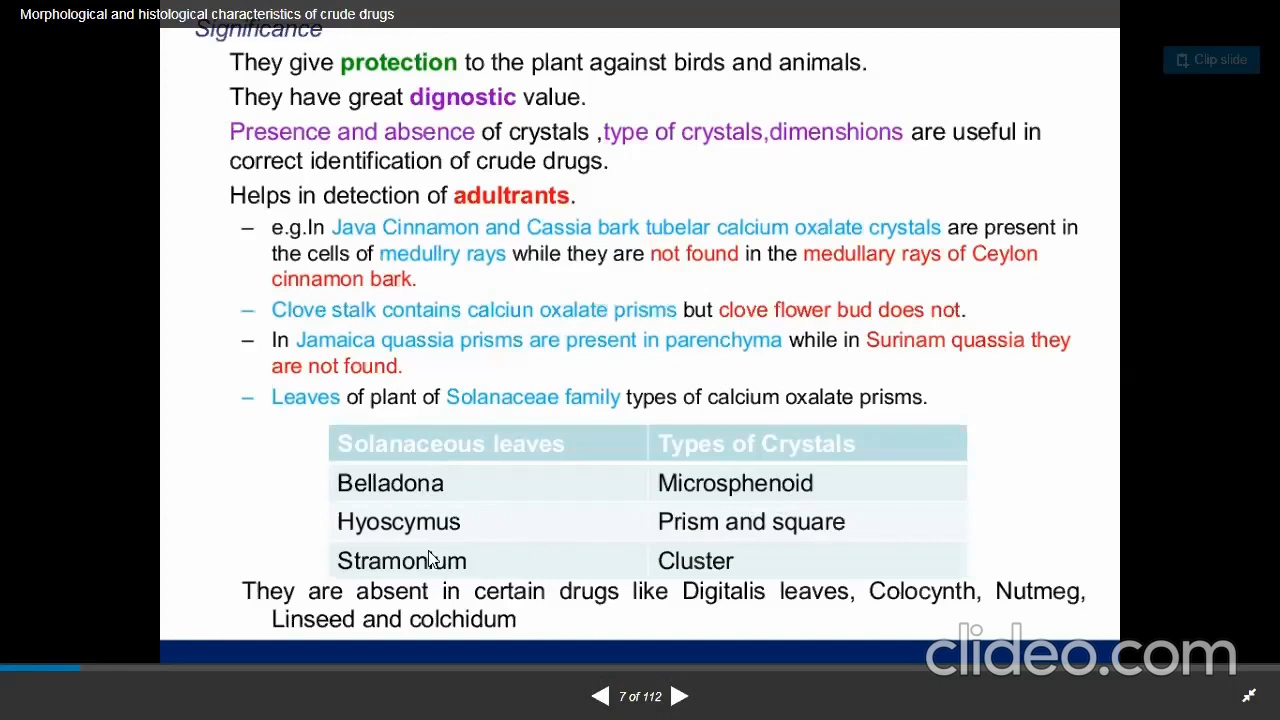 Morphological and histological characteristics of crude drugs
Significance
They give protection to the plant against birds and animals.
They have great dignostic value.
Presence and absence of crystals ,type of crystals,dimenshions are useful in
correct identification of crude drugs.
Helps in detection of adultrants.
– e.g.In Java Cinnamon and Cassia bark tubelar calcium oxalate crystals are present in
the cells of medullry rays while they are not found in the medullary rays of Ceylon
cinnamon bark.
– Clove stalk contains calciun oxalate prisms but clove flower bud does not.
– In Jamaica quassia prisms are present in parenchyma while in Surinam quassia they
are not found.
– Leaves of plant of Solanaceae family types of calcium oxalate prisms.
Solanaceous leaves Types of Crystals
Belladona Microsphenoid
Hyoscymus Prism and square
Stramonium Cluster
They are absent in certain drugs like Digitalis leaves, Colocynth, Nutmeg,
Linseed and colchidum
Clip slide
clideo.com
7 of 112